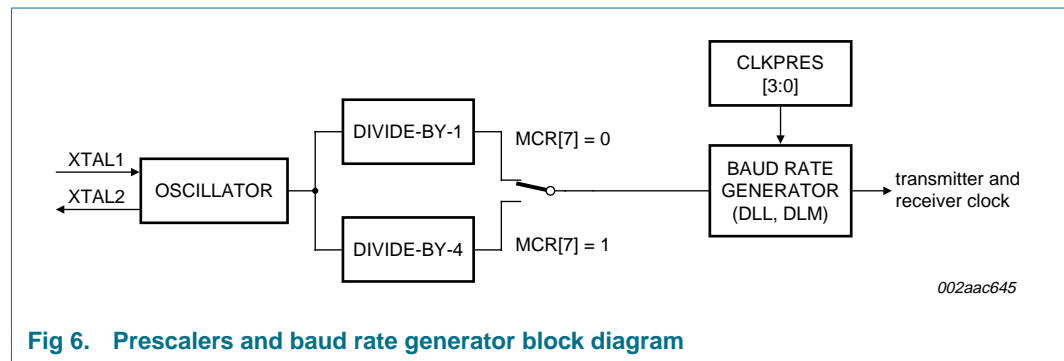 CLKPRES
[3:0]
DIVIDE-BY-1
MCR[7] = 0
XTAL1
XTAL2
OSCILLATOR
BAUD RATE
GENERATOR
(DLL, DLM)
transmitter and
receiver clock
DIVIDE-BY-4
MCR[7] = 1
002aac645
Fig 6. Prescalers and baud rate generator block diagram